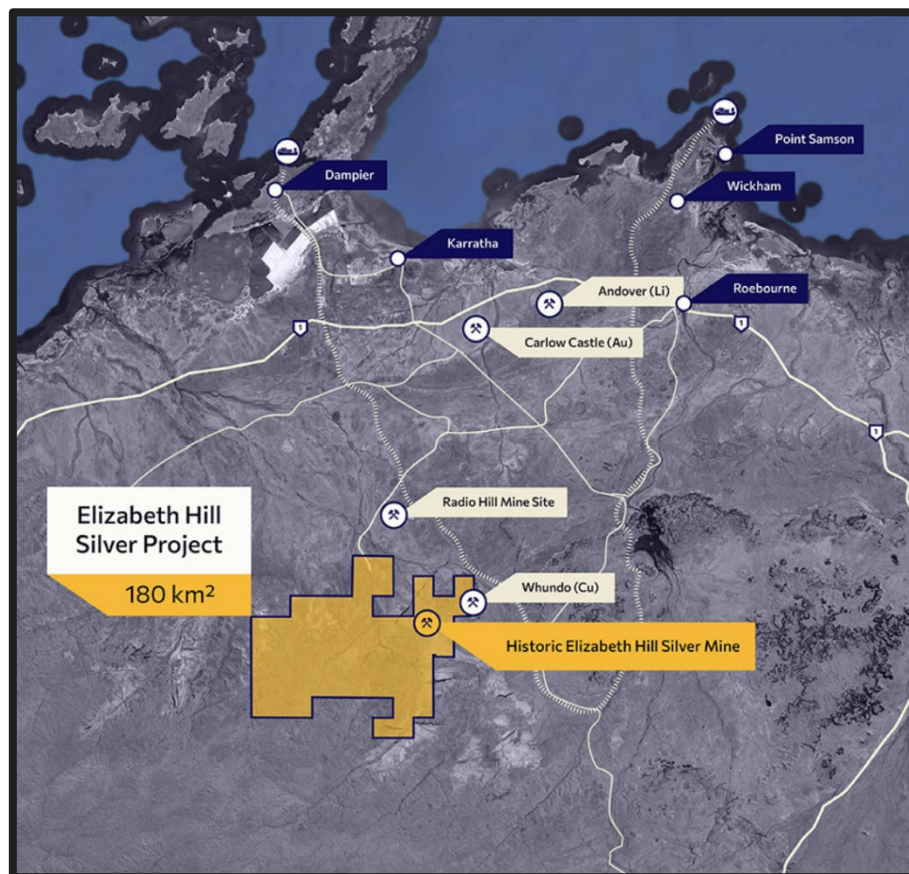 Point Samson
Dampier
Wickham
Karratha
Andover (Li)
Roebourne
1
1
Carlow Castle (Au)
1
Radio Hill Mine Site
Elizabeth Hill
Silver Project
180 km²
Whundo (Cu)
Historic Elizabeth Hill Silver Mine